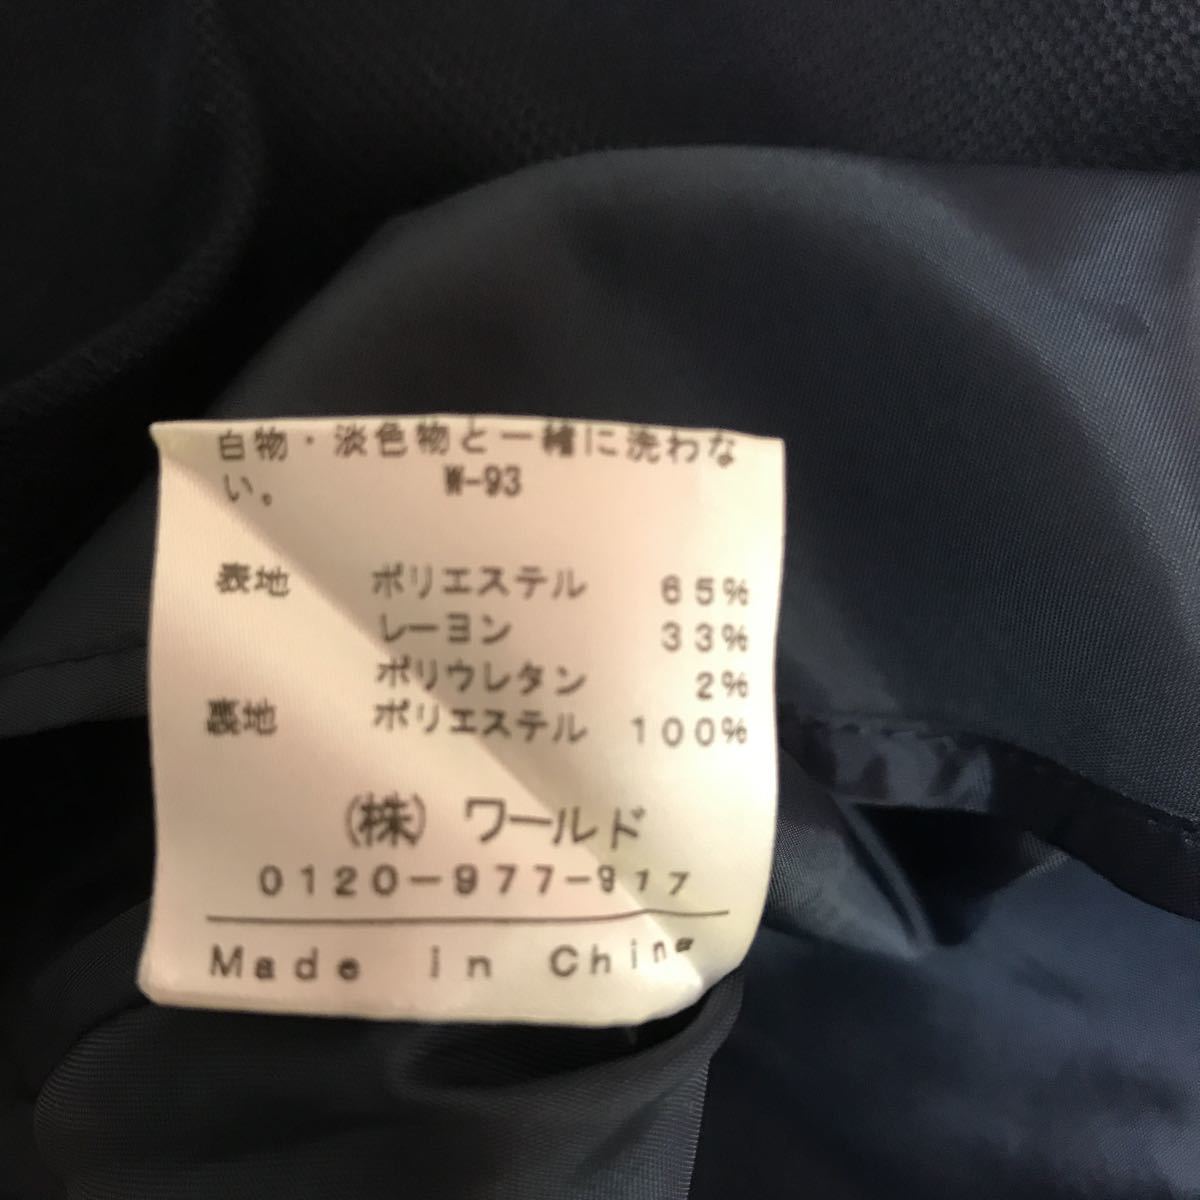 白物・淡色物と一緒に洗わな
い。 W-93
表地 ポリエステル 65%
レーヨン 33%
ポリウレタン 2%
裏地 ポリエステル 100%
(株) ワールド
0120-977-917
Made in China